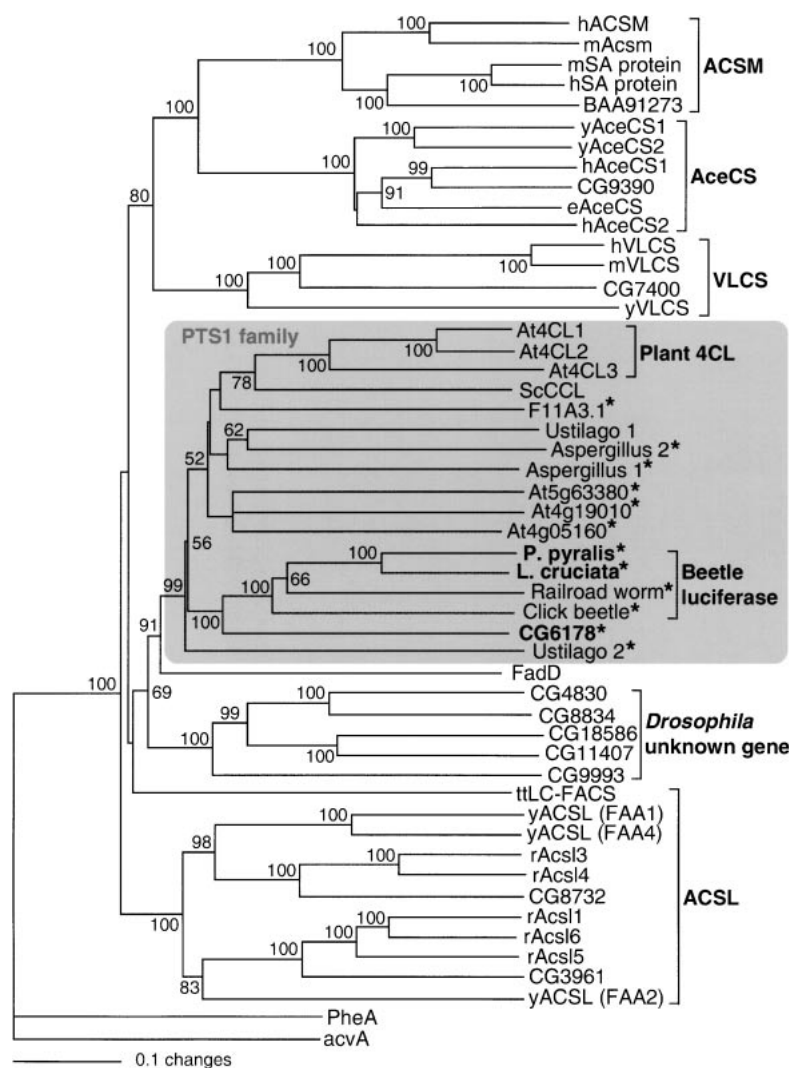 hACSM
100
100
mAcsm
mSA protein
ACSM
100
hSA protein
100
BAA91273
100
yAceCS1
100
yAceCS2
100
hAceCS1
99
AceCS
CG9390
91
eAceCS
80
hAceCS2
hVLCS
100
mVLCS
100
VLCS
100
CG7400
yVLCS
PTS1 family
At4CL1
At4CL2
Plant 4CL
100
100
At4CL3
78
ScCCL
F11A3.1*
62
Ustilago 1
Aspergillus 2*
52
Aspergillus 1*
At5g63380*
At4g19010*
At4g05160*
56
P. pyralis*
100
L. cruciata*
Beetle
luciferase
66
Railroad worm*
99
100
Click beetle*
100
CG6178*
91
Ustilago 2*
FadD
100
69
CG4830
100
99
CG8834
Drosophila
unknown gene
CG18586
100
CG11407
100
CG9993
ttLC-FACS
yACSL (FAA1)
100
yACSL (FAA4)
98
rAcsl3
100
rAcsl4
100
CG8732
ACSL
100
rAcsl1
100
rAcsl6
100
rAcsl5
100
CG3961
83
yACSL (FAA2)
PheA
acvA
0.1 changes